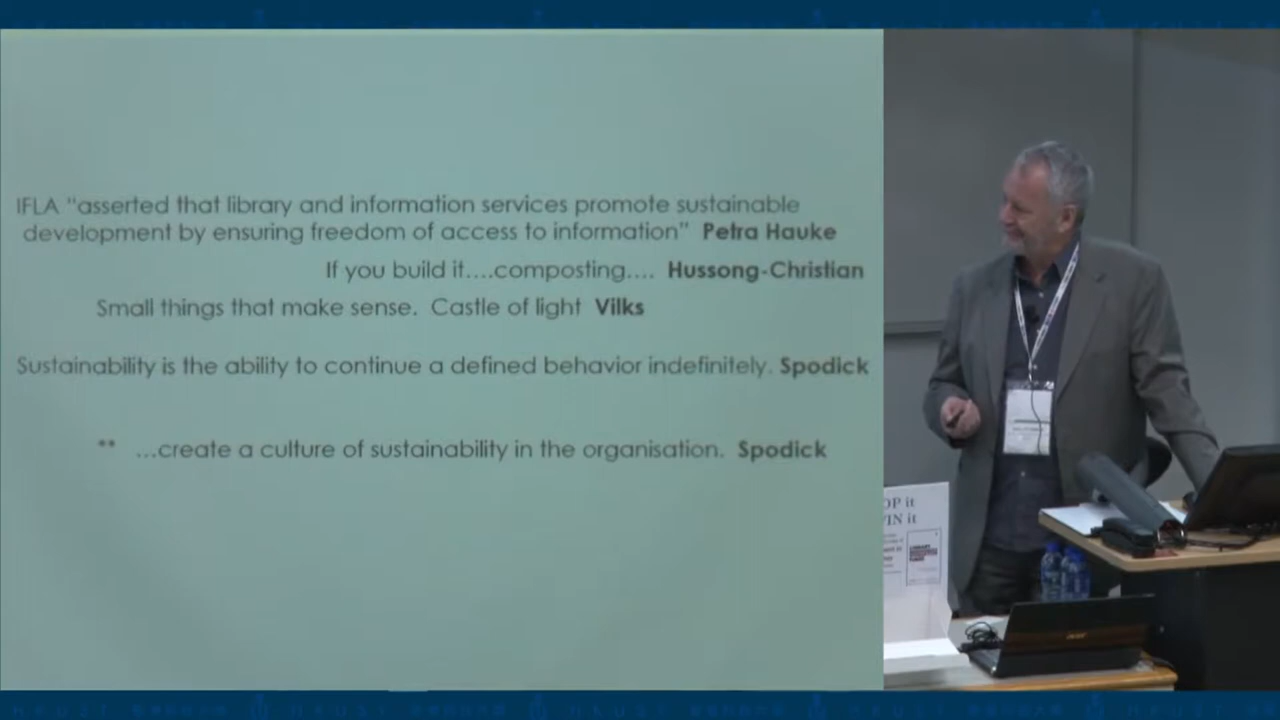 IFLA "asserted that library and information services promote sustainable
development by ensuring freedom of access to information" Petra Hauke
If you build it....composting.... Hussong-Christian
Small things that make sense. Castle of light Vilks
Sustainability is the ability to continue a defined behavior indefinitely. Spodick
** ...create a culture of sustainability in the organisation. Spodick
OP it
IN it
acer